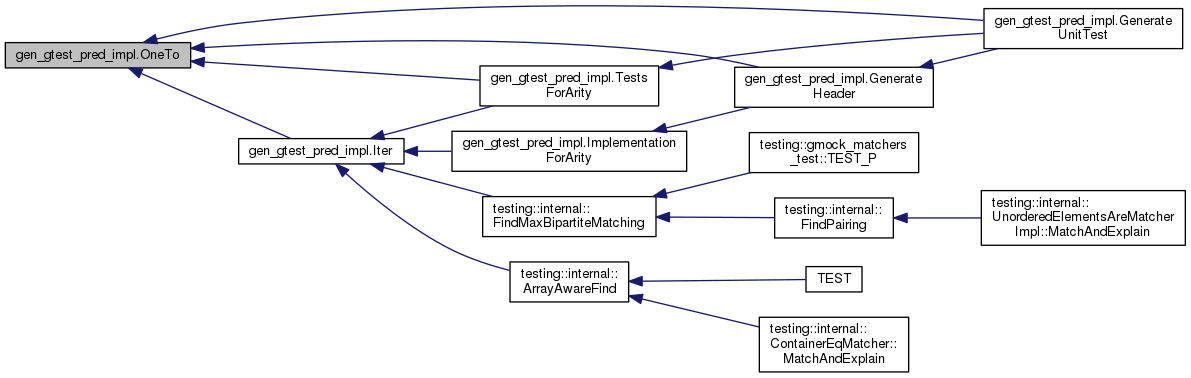 gen_gtest_pred_impl.OneTo
gen_gtest_pred_impl.Generate
UnitTest
gen_gtest_pred_impl.Tests
ForArity
gen_gtest_pred_impl.Generate
Header
gen_gtest_pred_impl.Iter
gen_gtest_pred_impl.Implementation
ForArity
testing::gmock_matchers
_test::TEST_P
testing::internal::
FindMaxBipartiteMatching
testing::internal::
FindPairing
testing::internal::
UnorderedElementsAreMatcher
Impl::MatchAndExplain
testing::internal::
ArrayAwareFind
TEST
testing::internal::
ContainerEqMatcher::
MatchAndExplain